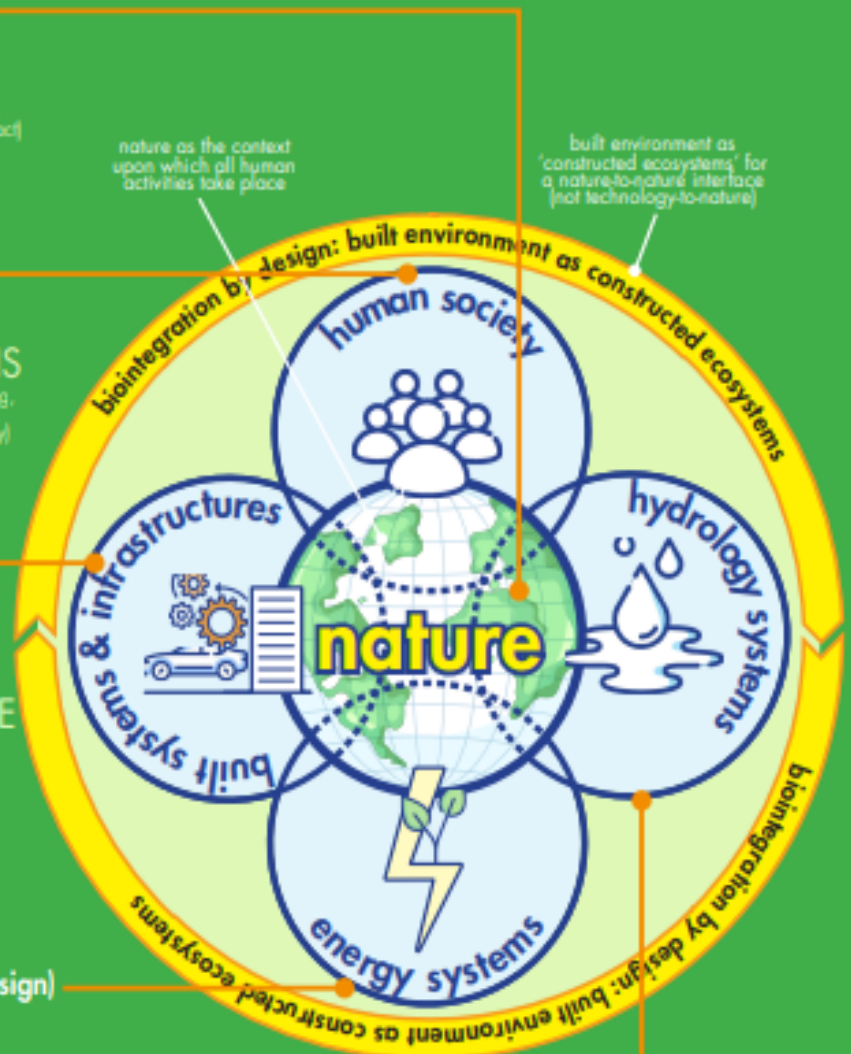 act)
nature as the context
upon which all human
activities take place
built environment as
'constructed ecosystems' for
a nature-to-nature interface
(not technology-to-nature)
biointegration by design: built environment as constructed ecosystems
human society
S
g,
y)
built systems & infrastructures
hydrology systems
nature
E
energy systems
sign)
biointegration by design: built environment as constructed ecosystems